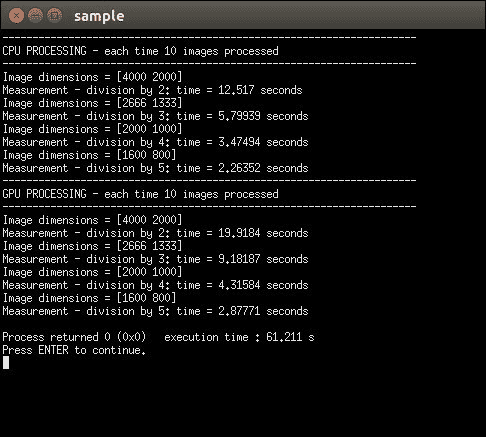 sample
--------------------------------------------------------------------
CPU PROCESSING - each time 10 images processed
--------------------------------------------------------------------
Image dimensions = [4000 2000]
Measurement - division by 2: time = 12.517 seconds
Image dimensions = [2666 1333]
Measurement - division by 3: time = 5.79939 seconds
Image dimensions = [2000 1000]
Measurement - division by 4: time = 3.47494 seconds
Image dimensions = [1600 800]
Measurement - division by 5: time = 2.26352 seconds
--------------------------------------------------------------------
GPU PROCESSING - each time 10 images processed
--------------------------------------------------------------------
Image dimensions = [4000 2000]
Measurement - division by 2: time = 19.9184 seconds
Image dimensions = [2666 1333]
Measurement - division by 3: time = 9.18187 seconds
Image dimensions = [2000 1000]
Measurement - division by 4: time = 4.31584 seconds
Image dimensions = [1600 800]
Measurement - division by 5: time = 2.87771 seconds
Process returned 0 (0x0)   execution time : 61.211 s
Press ENTER to continue.